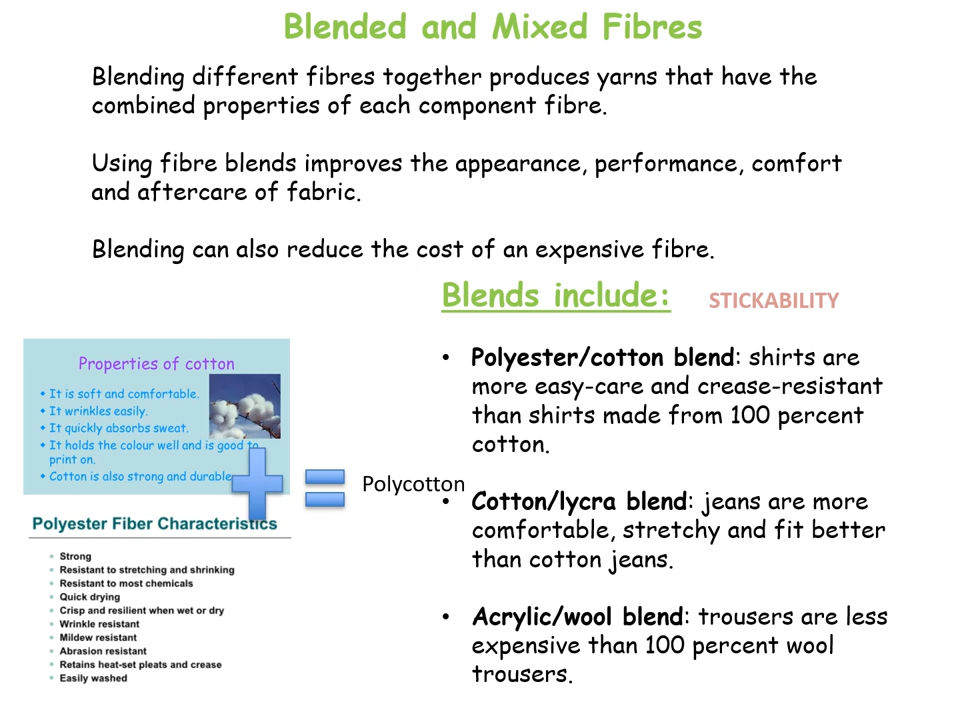 Blended and Mixed Fibres
Blending different fibres together produces yarns that have the
combined properties of each component fibre.
Using fibre blends improves the appearance, performance, comfort
and aftercare of fabric.
Blending can also reduce the cost of an expensive fibre.
Blends include:
STICKABILITY
• Polyester/cotton blend: shirts are
more easy-care and crease-resistant
than shirts made from 100 percent
cotton.
• Cotton/lycra blend: jeans are more
comfortable, stretchy and fit better
than cotton jeans.
• Acrylic/wool blend: trousers are less
expensive than 100 percent wool
trousers.
Properties of cotton
It is soft and comfortable.
It wrinkles easily.
It quickly absorbs sweat.
It holds the colour well and is good to
print on.
Cotton is also strong and durable
Polycotton
Polyester Fiber Characteristics
Strong
Resistant to stretching and shrinking
Resistant to most chemicals
Quick drying
Crisp and resilient when wet or dry
Wrinkle resistant
Mildew resistant
Abrasion resistant
Retains heat-set pleats and crease
Easily washed